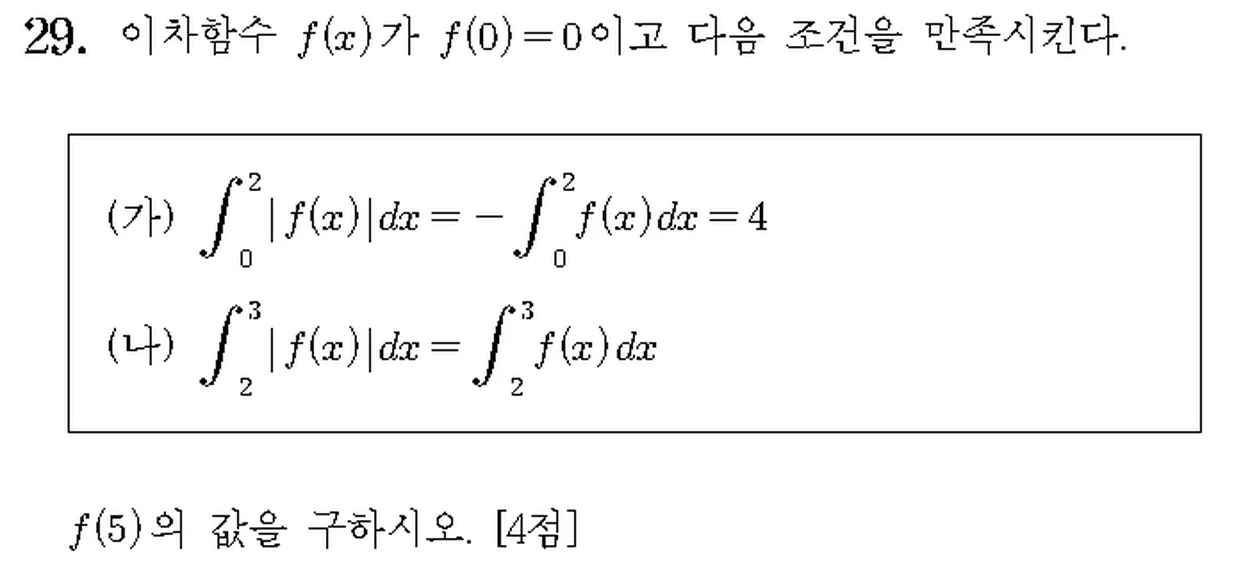 29. 이차함수 f(x)가 f(0)=0이고 다음 조건을 만족시킨다.
(가) ∫₀² |f(x)|dx = −∫₀² f(x)dx = 4
(나) ∫₂³ |f(x)|dx = ∫₂³ f(x)dx
f(5)의 값을 구하시오. [4점]